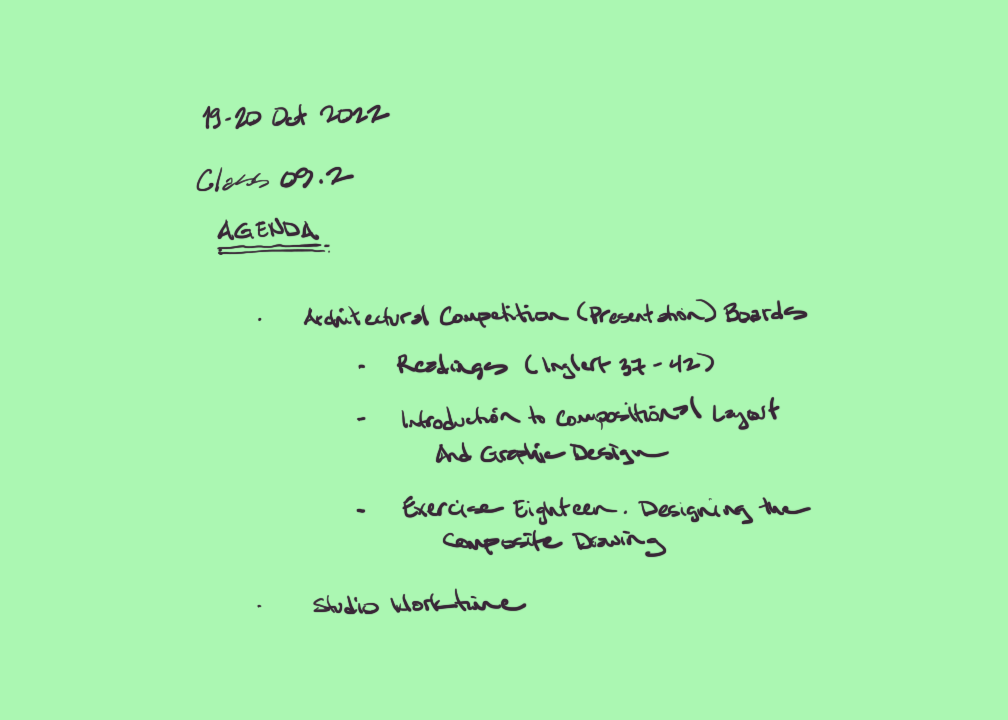 19-20 Oct 2022
Class 09.2
AGENDA
· Architectural Competition (Presentation) Boards
- Readings (Inglert 37-42)
- Introduction to Compositional Layout
And Graphic Design
- Exercise Eighteen. Designing the
Composite Drawing
· Studio Worktime